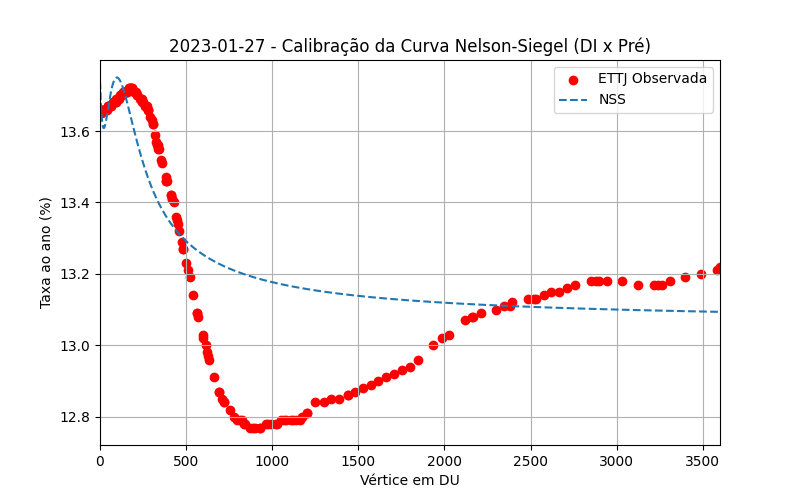 2023-01-27 - Calibração da Curva Nelson-Siegel (DI x Pré)
ETTJ Observada
NSS
Taxa ao ano (%)
13.6
13.4
13.2
13.0
12.8
0 500 1000 1500 2000 2500 3000 3500
Vértice em DU